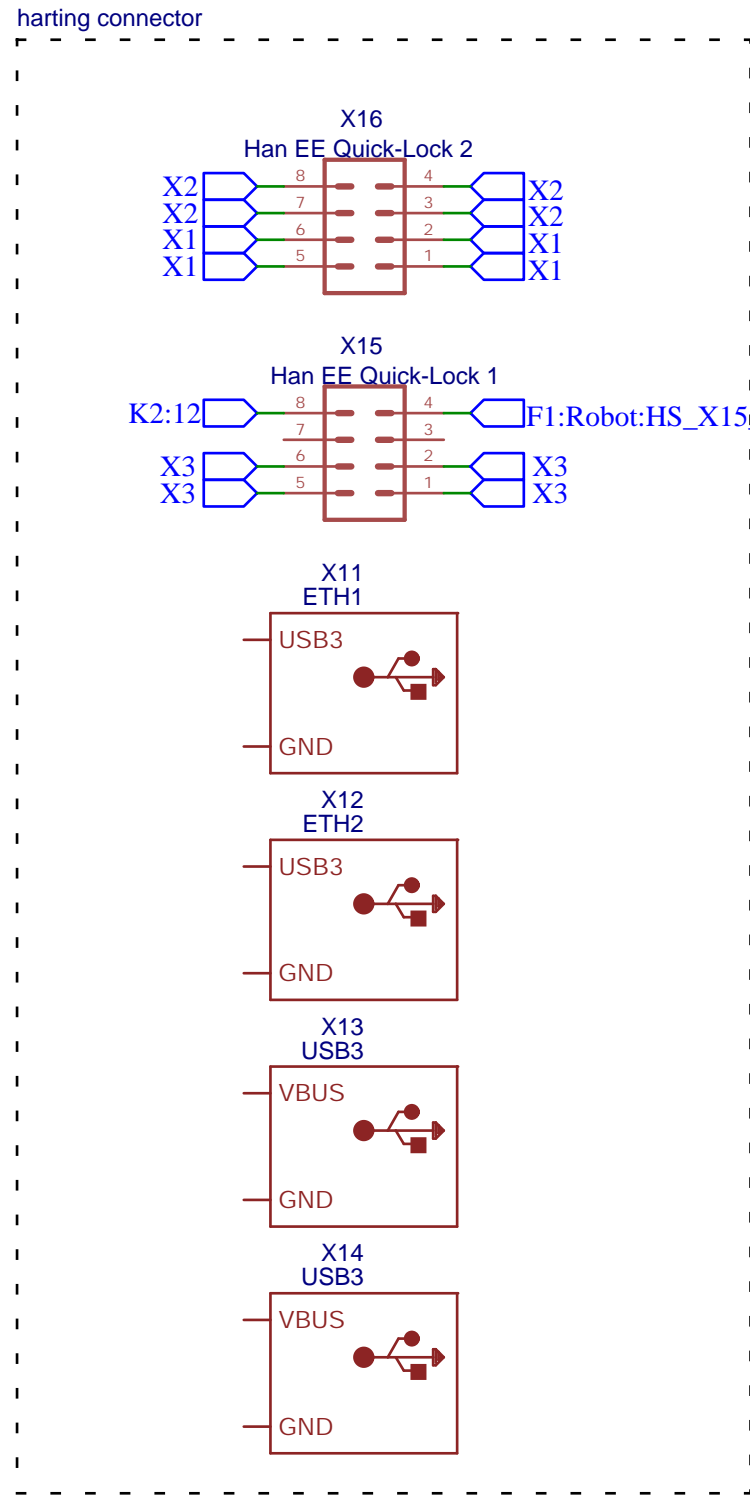 harting connector
X16
Han EE Quick-Lock 2
X2 8 4 X2
X2 7 3 X2
X1 6 2 X1
X1 5 1 X1
X15
Han EE Quick-Lock 1
K2:12 8 4 F1:Robot:HS_X15
7 3
X3 6 2 X3
X3 5 1 X3
X11
ETH1
USB3
GND
X12
ETH2
USB3
GND
X13
USB3
VBUS
GND
X14
USB3
VBUS
GND